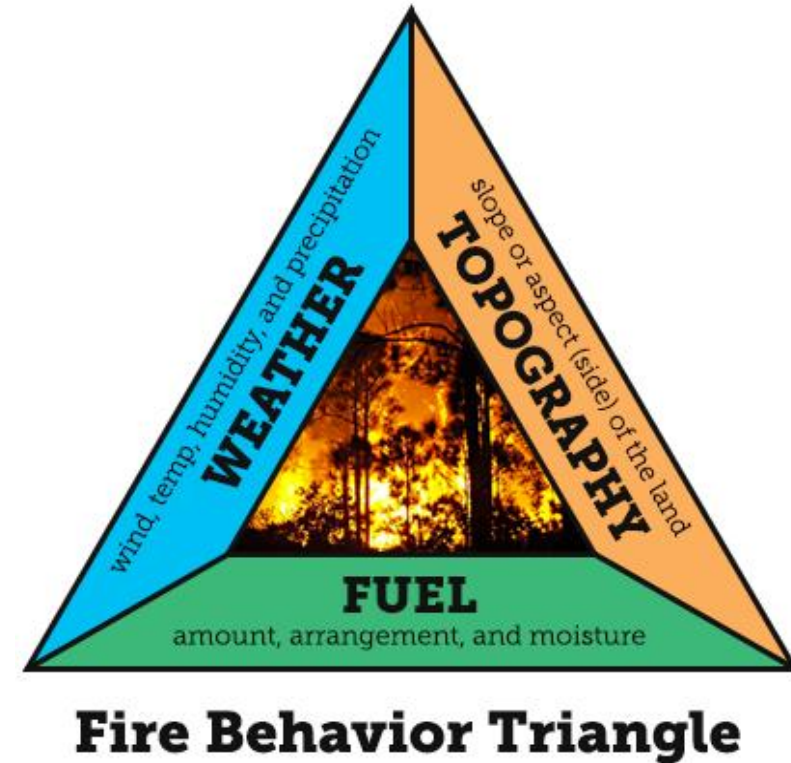 wind, temp, humidity, and precipitation
WEATHER
slope or aspect (side) of the land
TOPOGRAPHY
FUEL
amount, arrangement, and moisture
Fire Behavior Triangle